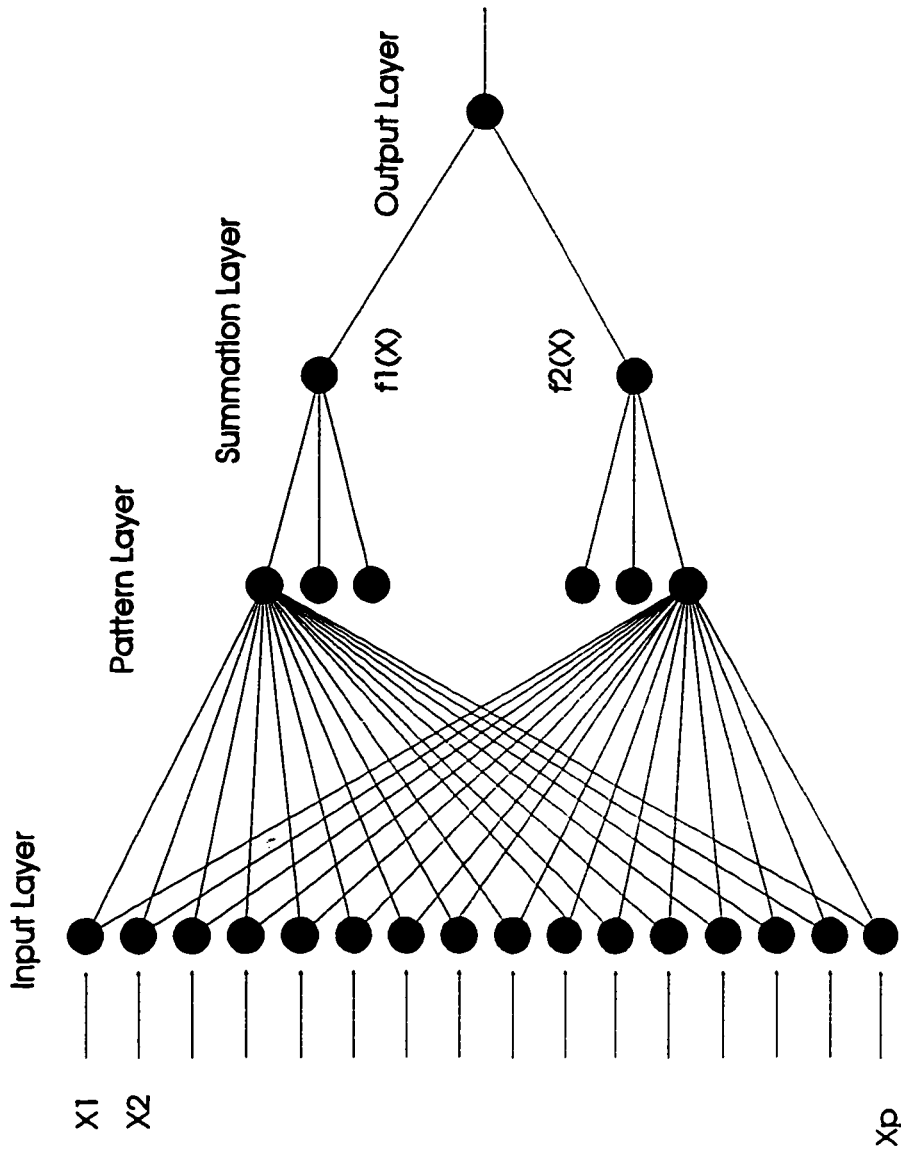 Input Layer
Pattern Layer
Summation Layer
Output Layer
X1
X2
Xp
f1(X)
f2(X)